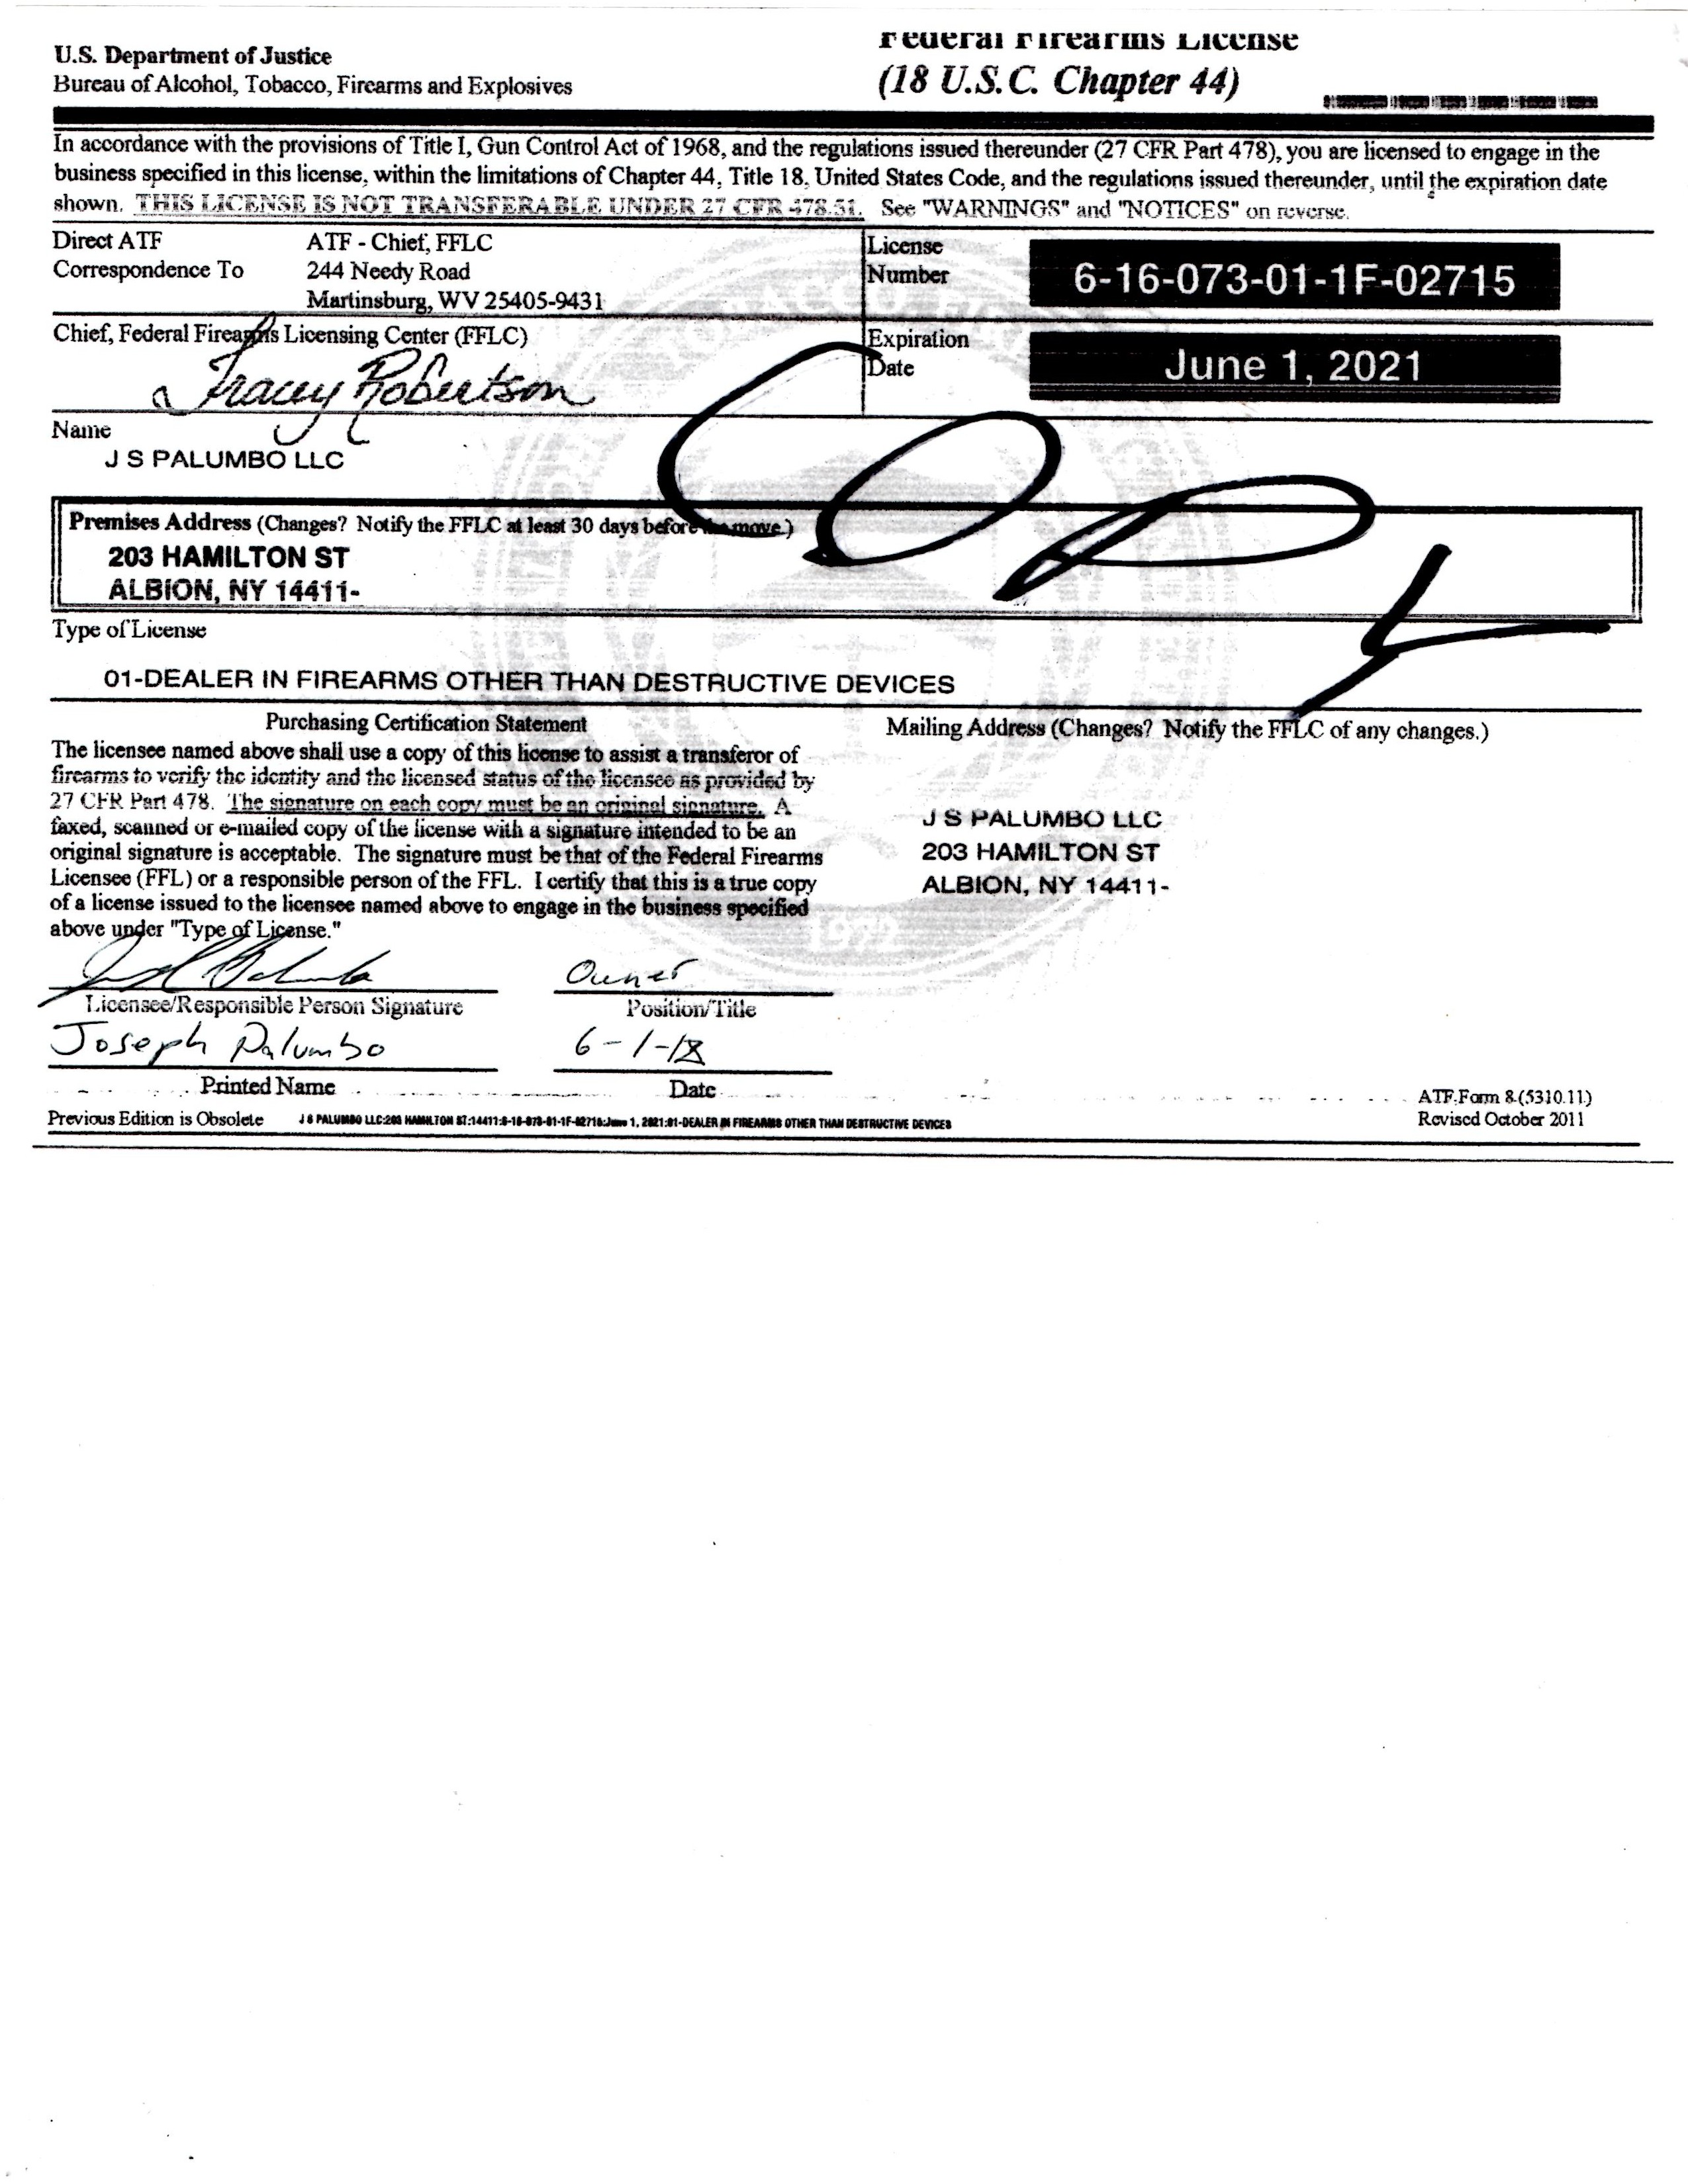 U.S. Department of Justice
Bureau of Alcohol, Tobacco, Firearms and Explosives
Federal Firearms License
(18 U.S.C. Chapter 44)
In accordance with the provisions of Title I, Gun Control Act of 1968, and the regulations issued thereunder (27 CFR Part 478), you are licensed to engage in the
business specified in this license, within the limitations of Chapter 44, Title 18, United States Code, and the regulations issued thereunder, until the expiration date
shown. THIS LICENSE IS NOT TRANSFERABLE UNDER 27 CFR 478.51. See "WARNINGS" and "NOTICES" on reverse.
Direct ATF
Correspondence To
ATF - Chief, FFLC
244 Needy Road
Martinsburg, WV 25405-9431
License
Number
6-16-073-01-1F-02715
Chief, Federal Firearms Licensing Center (FFLC)
Tracey Robertson
Expiration
Date
June 1, 2021
Name
J S PALUMBO LLC
Copy
Premises Address (Changes? Notify the FFLC at least 30 days before the move.)
203 HAMILTON ST
ALBION, NY 14411-
Type of License
01-DEALER IN FIREARMS OTHER THAN DESTRUCTIVE DEVICES
Purchasing Certification Statement
The licensee named above shall use a copy of this license to assist a transferor of
firearms to verify the identity and the licensed status of the licensee as provided by
27 CFR Part 478. The signature on each copy must be an original signature. A
faxed, scanned or e-mailed copy of the license with a signature intended to be an
original signature is acceptable. The signature must be that of the Federal Firearms
Licensee (FFL) or a responsible person of the FFL. I certify that this is a true copy
of a license issued to the licensee named above to engage in the business specified
above under "Type of License."
Mailing Address (Changes? Notify the FFLC of any changes.)
J S PALUMBO LLC
203 HAMILTON ST
ALBION, NY 14411-
1972
Owner
Licensee/Responsible Person Signature
Position/Title
Joseph Palumbo
6-1-18
Printed Name
Date
ATF Form 8 (5310.11)
Revised October 2011
Previous Edition is Obsolete
J S PALUMBO LLC:203 HAMILTON ST:14411:6-16-073-01-1F-02715:June 1, 2021:01-DEALER IN FIREARMS OTHER THAN DESTRUCTIVE DEVICES